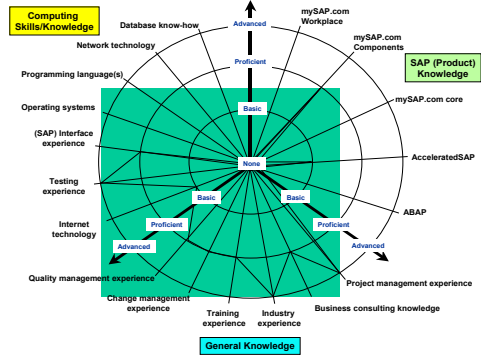 Computing
Skills/Knowledge
Database know-how
Advanced
mySAP.com
Workplace
Network technology
mySAP.com
Components
Proficient
SAP (Product)
Knowledge
Programming language(s)
Operating systems
Basic
mySAP.com core
(SAP) Interface
experience
None
AcceleratedSAP
Testing
experience
Basic
Basic
Internet
technology
Proficient
Proficient
ABAP
Advanced
Advanced
Quality management experience
Project management experience
Change management
experience
Training
experience
Industry
experience
Business consulting knowledge
General Knowledge